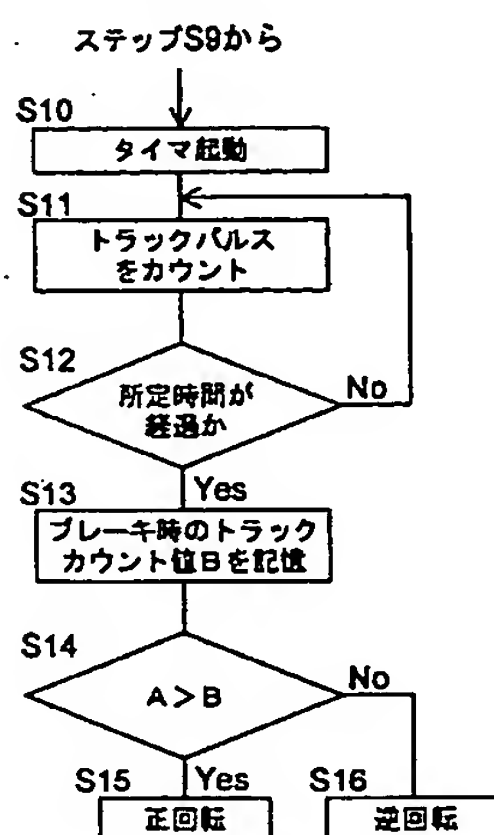 ステップS9から
S10
タイマ起動
S11
トラックパルス
をカウント
S12
所定時間が
経過か
No
S13
Yes
ブレーキ時のトラック
カウント値Bを記憶
S14
A>B
No
S15
Yes
S16
正回転
逆回転